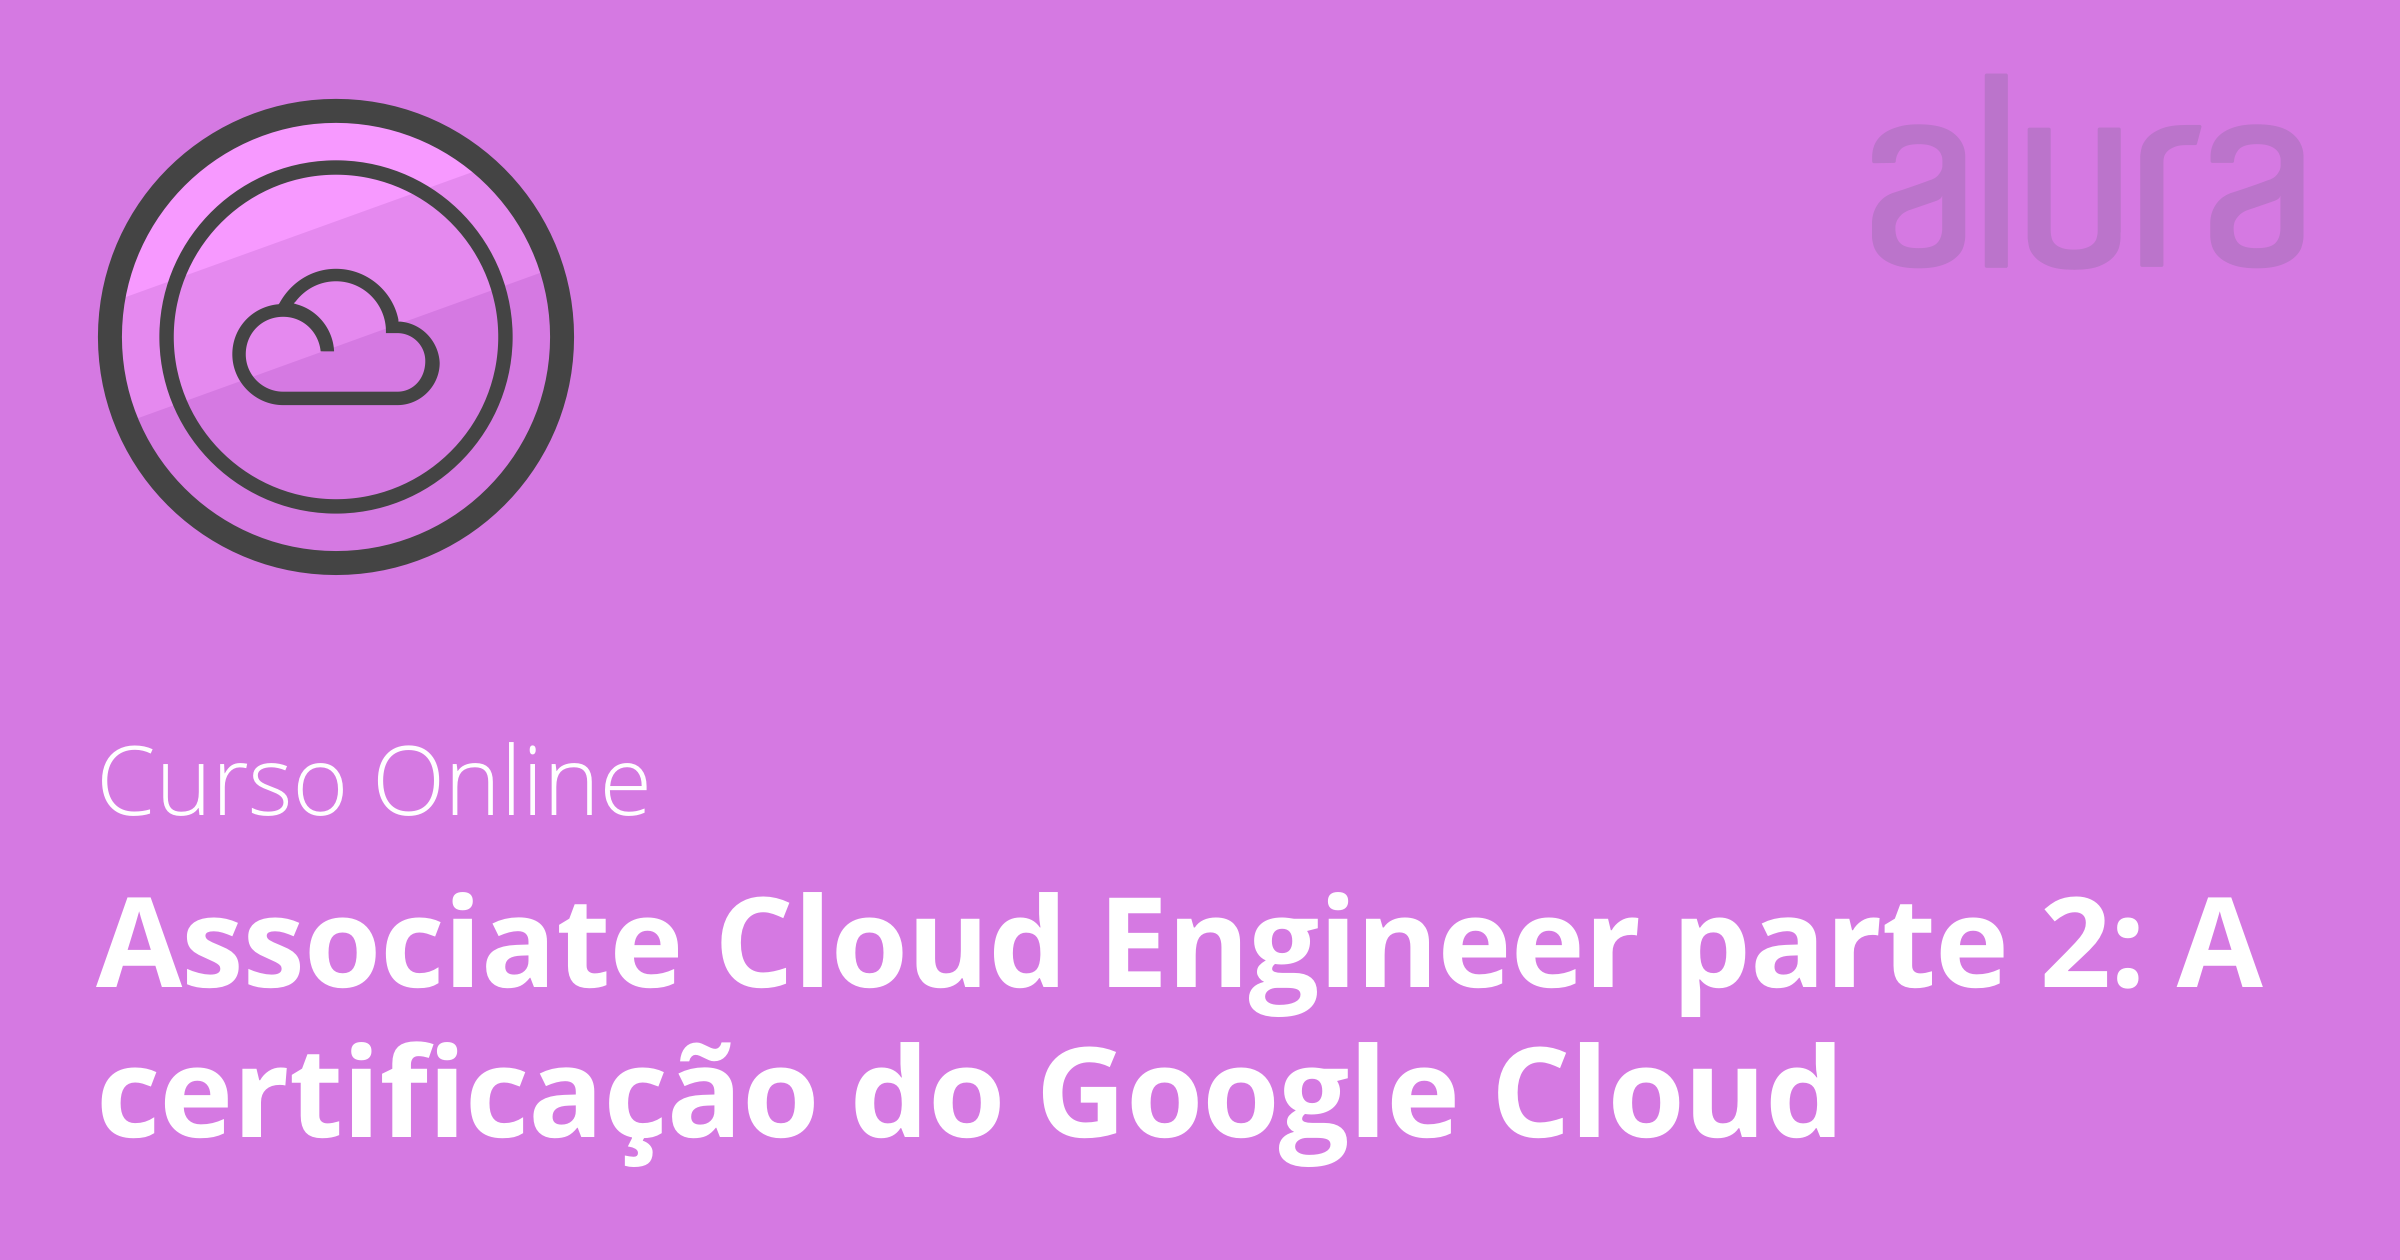 alura
Curso Online
Associate Cloud Engineer parte 2: A
certificação do Google Cloud